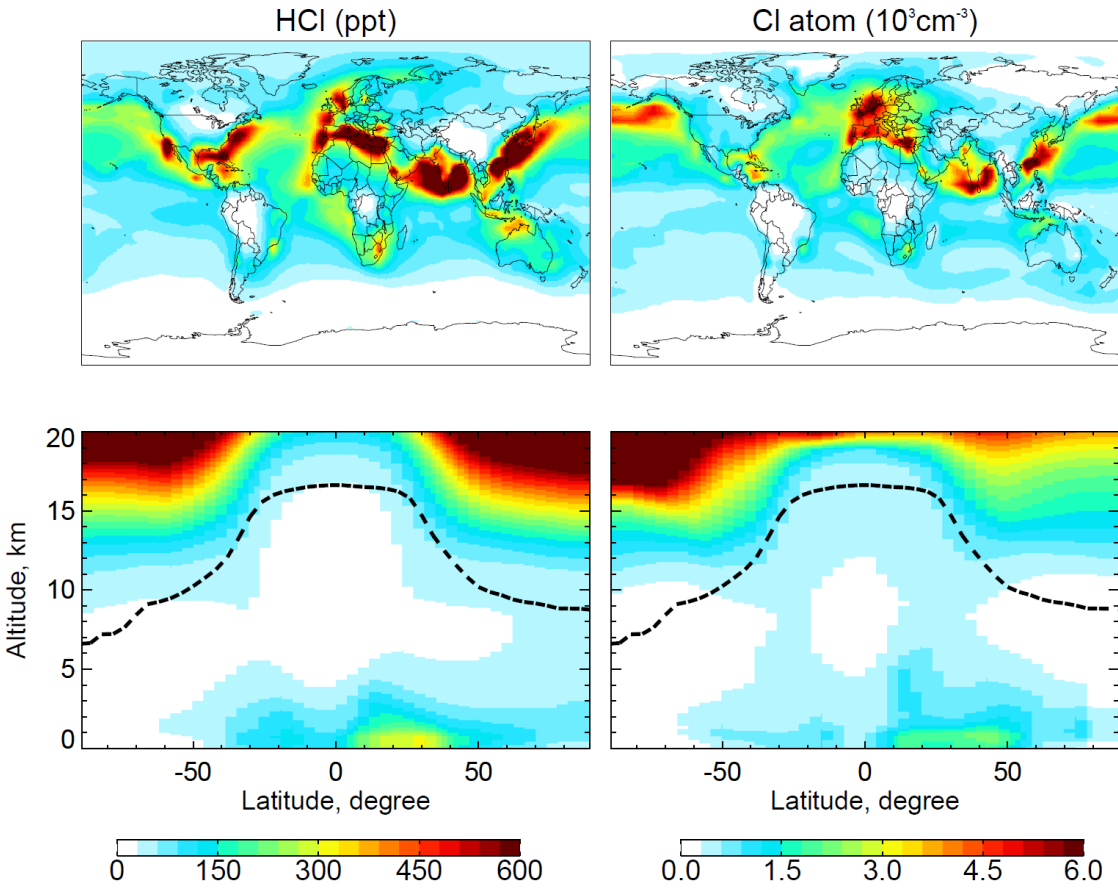 HCl (ppt)
Cl atom (10³cm⁻³)
Altitude, km
20
15
10
5
0
-50 0 50
-50 0 50
Latitude, degree
Latitude, degree
0 150 300 450 600
0.0 1.5 3.0 4.5 6.0